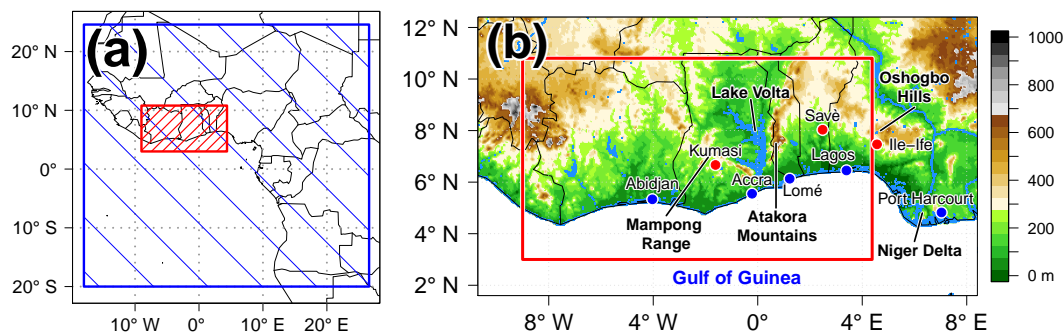 (a)
20° N
10° N
0°
10° S
20° S
10° W
0°
10° E
20° E
(b)
12° N
10° N
8° N
6° N
4° N
2° N
8° W
4° W
0°
4° E
8° E
Oshogbo
Hills
Lake Volta
Savè
Ile−Ife
Kumasi
Lagos
Abidjan
Accra
Lomé
Port Harcourt
Mampong
Range
Atakora
Mountains
Niger Delta
Gulf of Guinea
1000
800
600
400
200
0 m